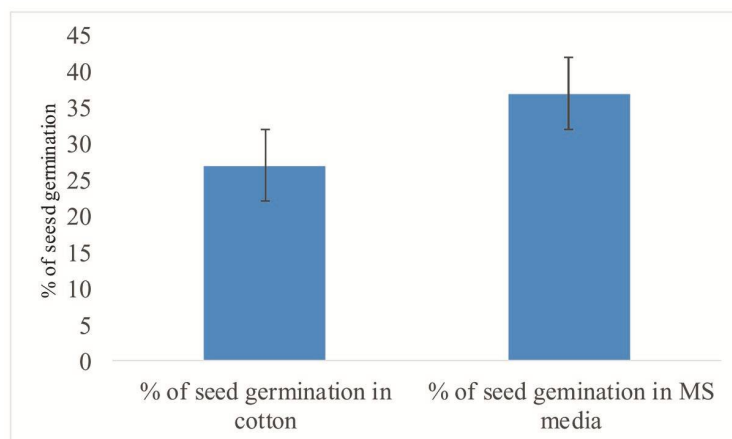 45
40
35
30
25
20
15
10
5
0
% of seesd germination
% of seed germination in
cotton
% of seed gemination in MS
media